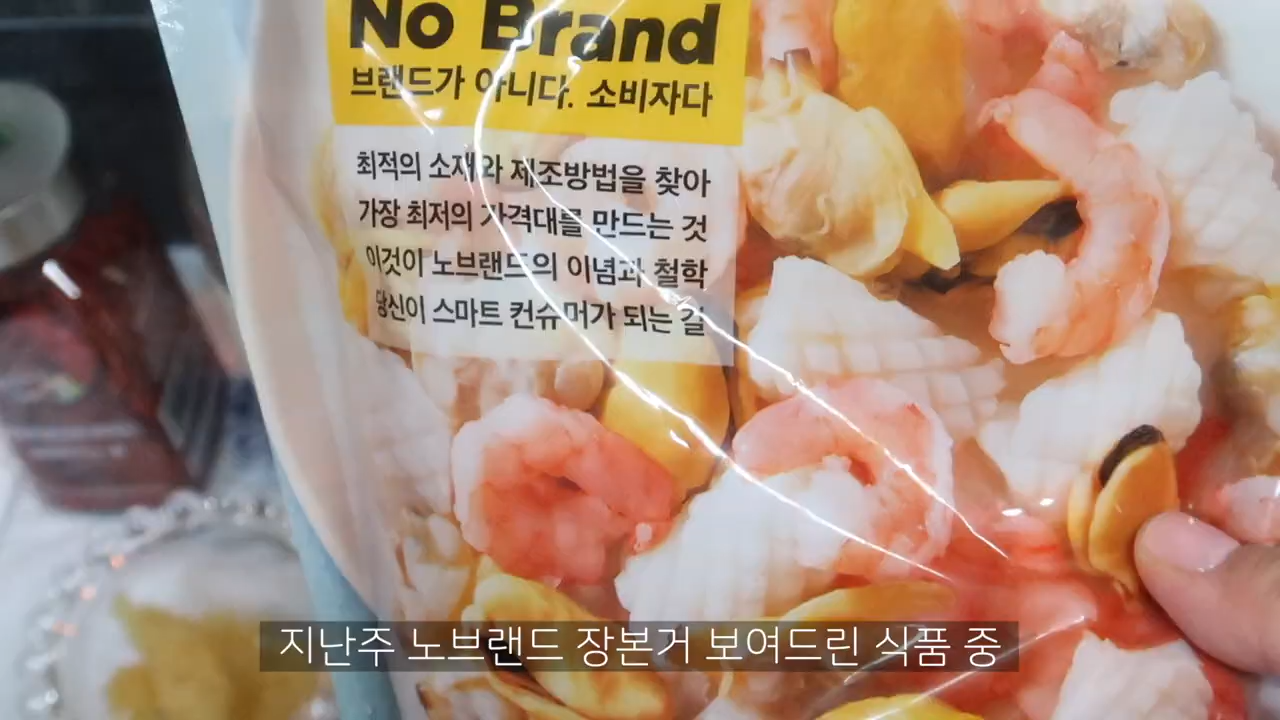 No Brand
브랜드가 아니다. 소비자다
최적의 소재와 제조방법을 찾아
가장 최저의 가격대를 만드는 것
이것이 노브랜드의 이념과 철학
당신이 스마트 컨슈머가 되는 길
지난주 노브랜드 장본거 보여드린 식품 중